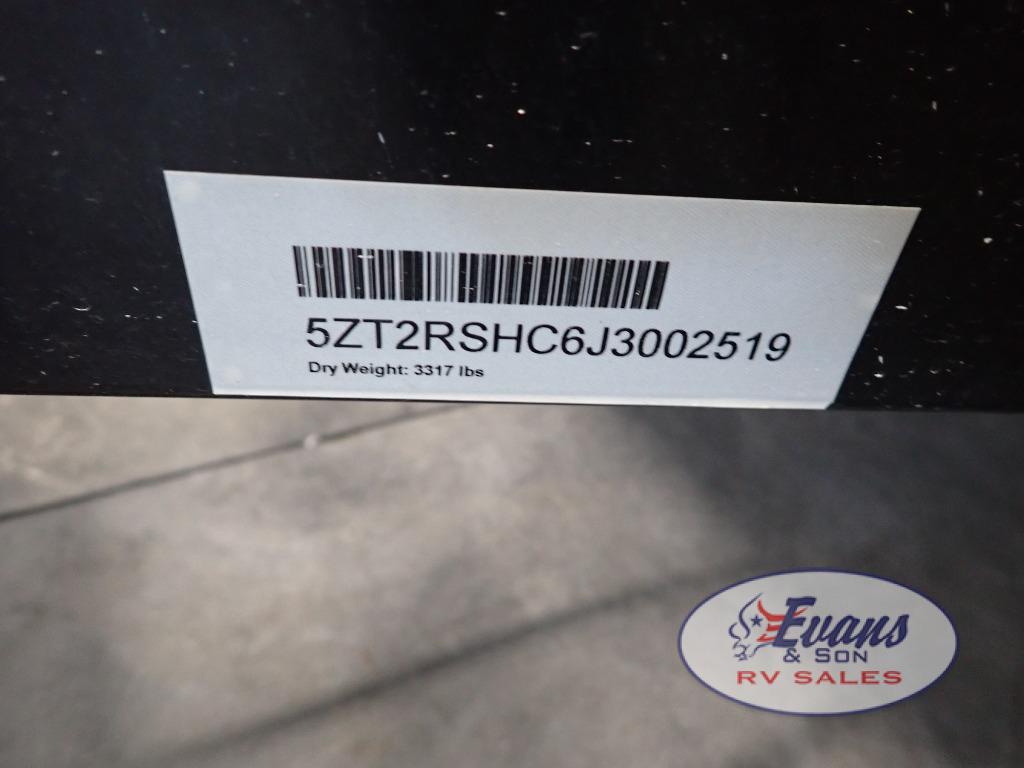 5ZT2RSHC6J3002519
Dry Weight: 3317 lbs
Evans
& SON
RV SALES